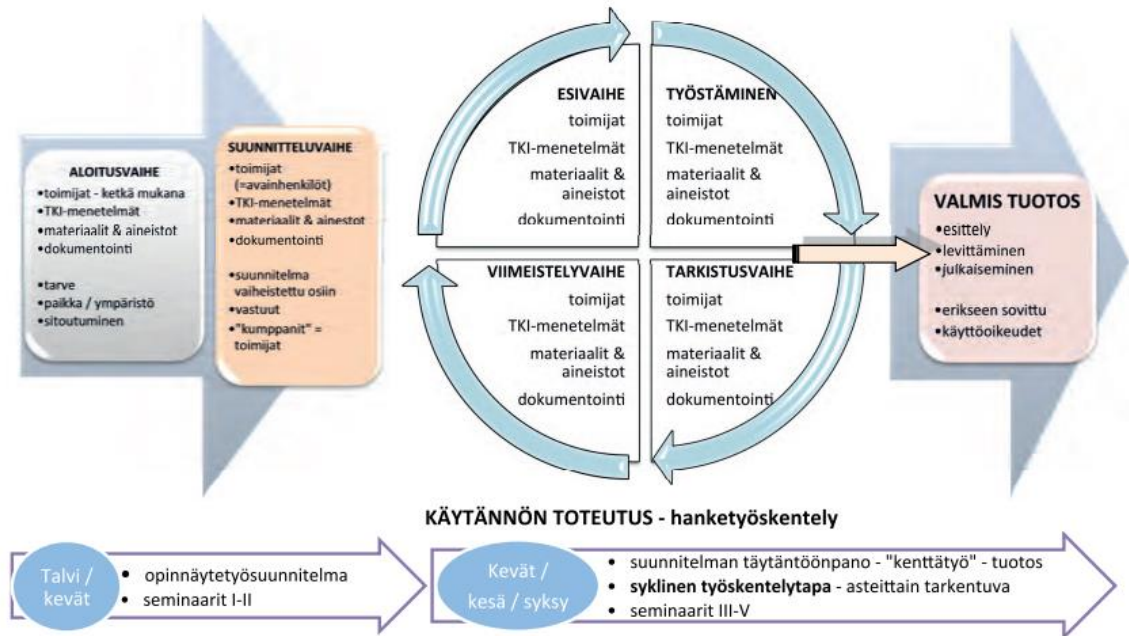 ALOITUSVAIHE
•toimijat - ketkä mukana
•TKI-menetelmät
•materiaalit & aineistot
•dokumentointi
•tarve
•paikka / ympäristö
•sitoutuminen
SUUNNITTELUVAIHE
•toimijat
(=avainhenkilöt)
•TKI-menetelmät
•materiaalit & ainestot
•dokumentointi
•suunnitelma
vaiheistettu osiin
•vastuut
•"kumppanit" =
toimijat
ESIVAIHE
toimijat
TKI-menetelmät
materiaalit &
aineistot
dokumentointi
TYÖSTÄMINEN
toimijat
TKI-menetelmät
materiaalit &
aineistot
dokumentointi
VIIMEISTELYVAIHE
toimijat
TKI-menetelmät
materiaalit &
aineistot
dokumentointi
TARKISTUSVAIHE
toimijat
TKI-menetelmät
materiaalit &
aineistot
dokumentointi
VALMIS TUOTOS
•esittely
•levittäminen
•julkaiseminen
•erikseen sovittu
•käyttöoikeudet
KÄYTÄNNÖN TOTEUTUS - hanketyöskentely
Talvi /
kevät
• opinnäytetyösuunnitelma
• seminaarit I-II
Kevät /
kesä / syksy
• suunnitelman täytäntöönpano - "kenttätyö" - tuotos
• syklinen työskentelytapa - asteittain tarkentuva
• seminaarit III-V